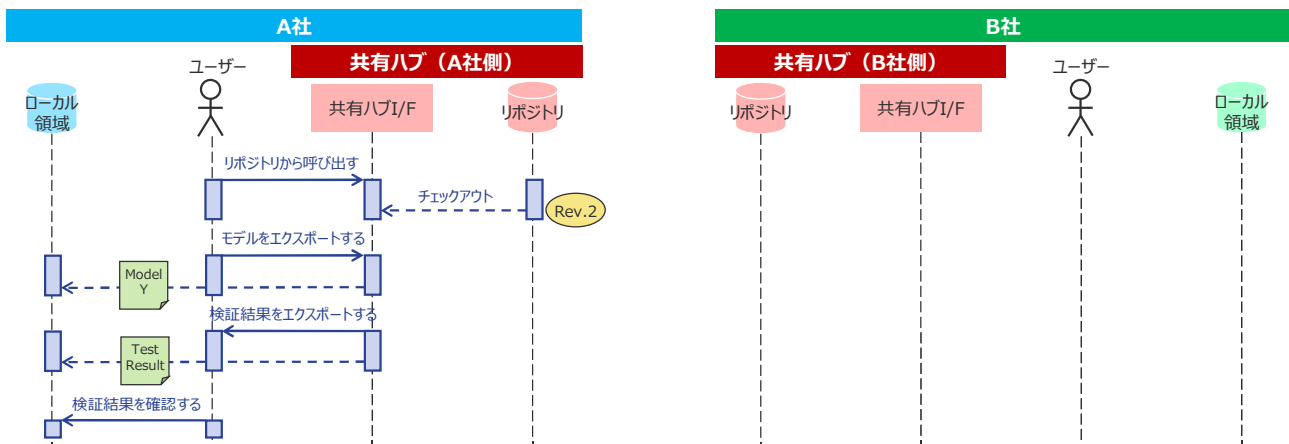 A社
B社
共有ハブ（A社側）
共有ハブ（B社側）
ユーザー
ローカル
領域
共有ハブI/F
リポジトリ
リポジトリ
共有ハブI/F
ユーザー
ローカル
領域
リポジトリから呼び出す
チェックアウト
Rev.2
モデルをエクスポートする
Model
Y
検証結果をエクスポートする
Test
Result
検証結果を確認する